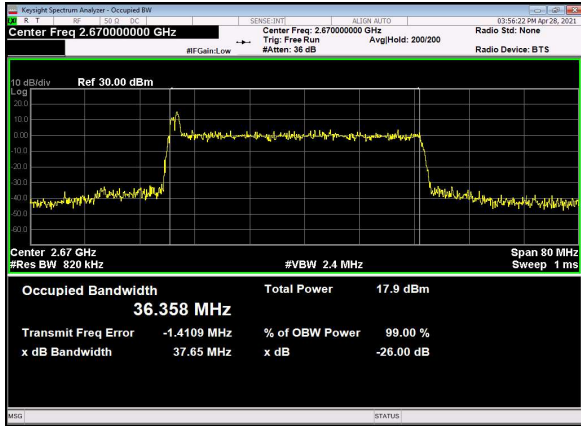 Keysight Spectrum Analyzer - Occupied BW
R T RF 50 Ω DC SENSE:INT ALIGN AUTO 03:56:22 PM Apr 28, 2021
Center Freq 2.670000000 GHz Center Freq: 2.670000000 GHz Radio Std: None
Trig: Free Run Avg|Hold: 200/200
#IFGain:Low #Atten: 36 dB Radio Device: BTS
10 dB/div Ref 30.00 dBm
Log
20.0
10.0
0.00
-10.0
-20.0
-30.0
-40.0
-50.0
-60.0
Center 2.67 GHz Span 80 MHz
#Res BW 820 kHz #VBW 2.4 MHz Sweep 1 ms
Occupied Bandwidth Total Power 17.9 dBm
36.358 MHz
Transmit Freq Error -1.4109 MHz % of OBW Power 99.00 %
x dB Bandwidth 37.65 MHz x dB -26.00 dB
MSG STATUS